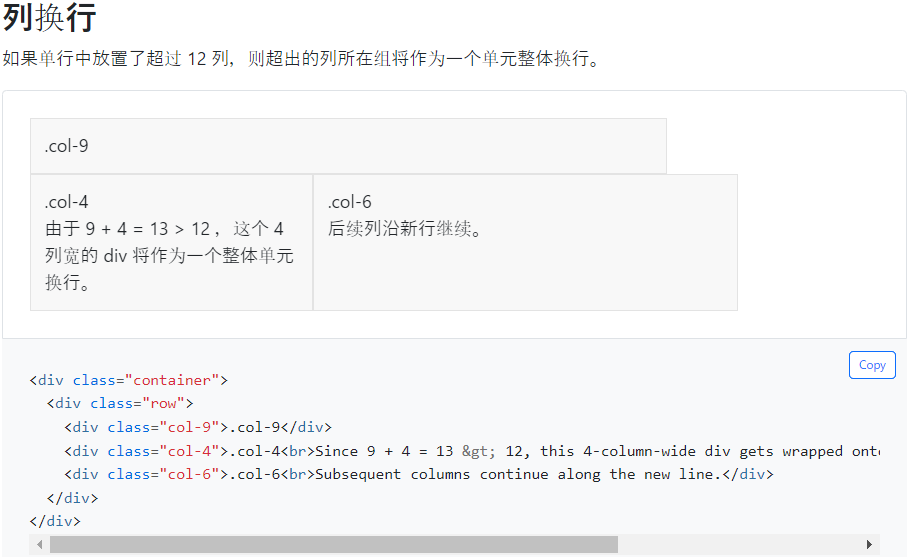 列换行
如果单行中放置了超过 12 列，则超出的列所在组将作为一个单元整体换行。
.col-9
.col-4
由于 9 + 4 = 13 > 12 ，这个 4
列宽的 div 将作为一个整体单元
换行。
.col-6
后续列沿新行继续。
Copy
<div class="container">
  <div class="row">
    <div class="col-9">.col-9</div>
    <div class="col-4">.col-4<br>Since 9 + 4 = 13 &gt; 12, this 4-column-wide div gets wrapped onto
    <div class="col-6">.col-6<br>Subsequent columns continue along the new line.</div>
  </div>
</div>